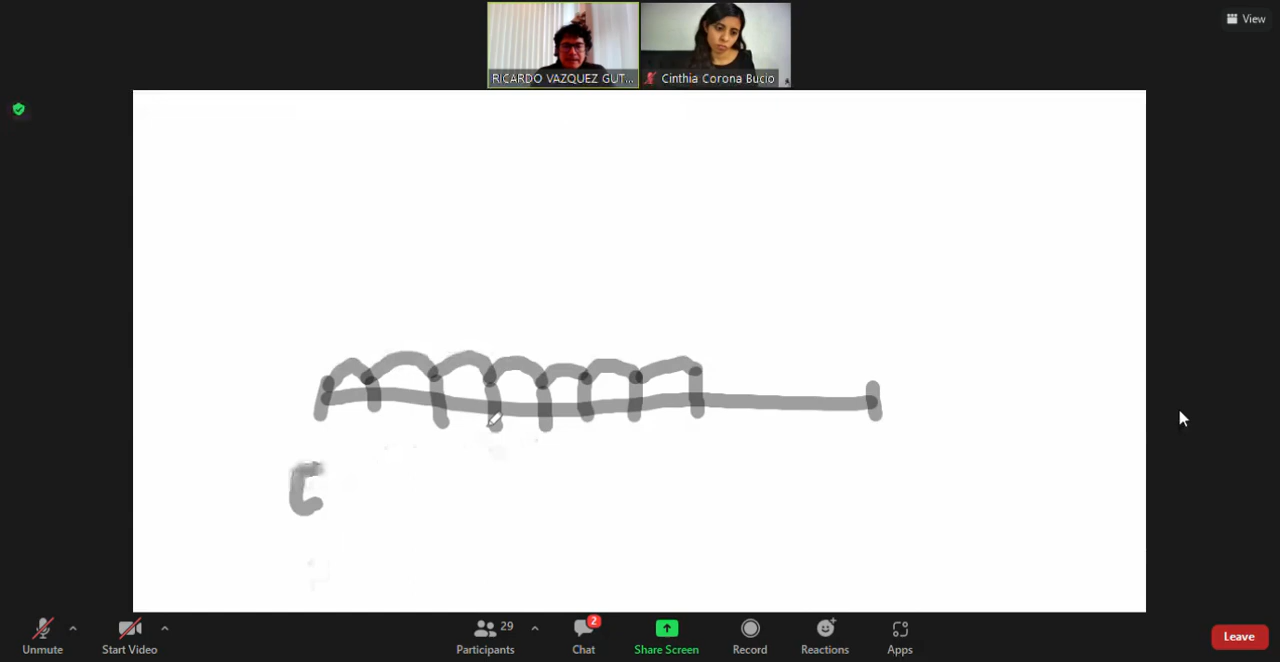 View
RICARDO VAZQUEZ GUT...
Cinthia Corona Bucio
29
2
Unmute
Start Video
Participants
Chat
Share Screen
Record
Reactions
Apps
Leave